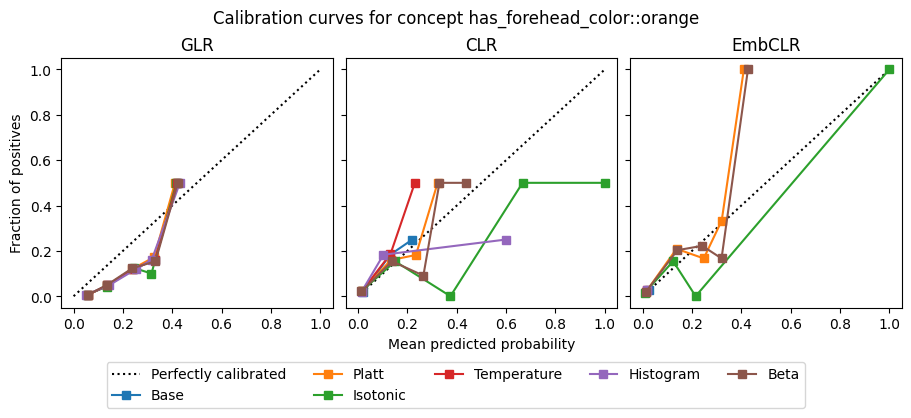 Calibration curves for concept has_forehead_color::orange
GLR
CLR
EmbCLR
Fraction of positives
1.0
0.8
0.6
0.4
0.2
0.0
0.0 0.2 0.4 0.6 0.8 1.0
0.0 0.2 0.4 0.6 0.8 1.0
0.0 0.2 0.4 0.6 0.8 1.0
Mean predicted probability
Perfectly calibrated
Base
Platt
Isotonic
Temperature
Histogram
Beta